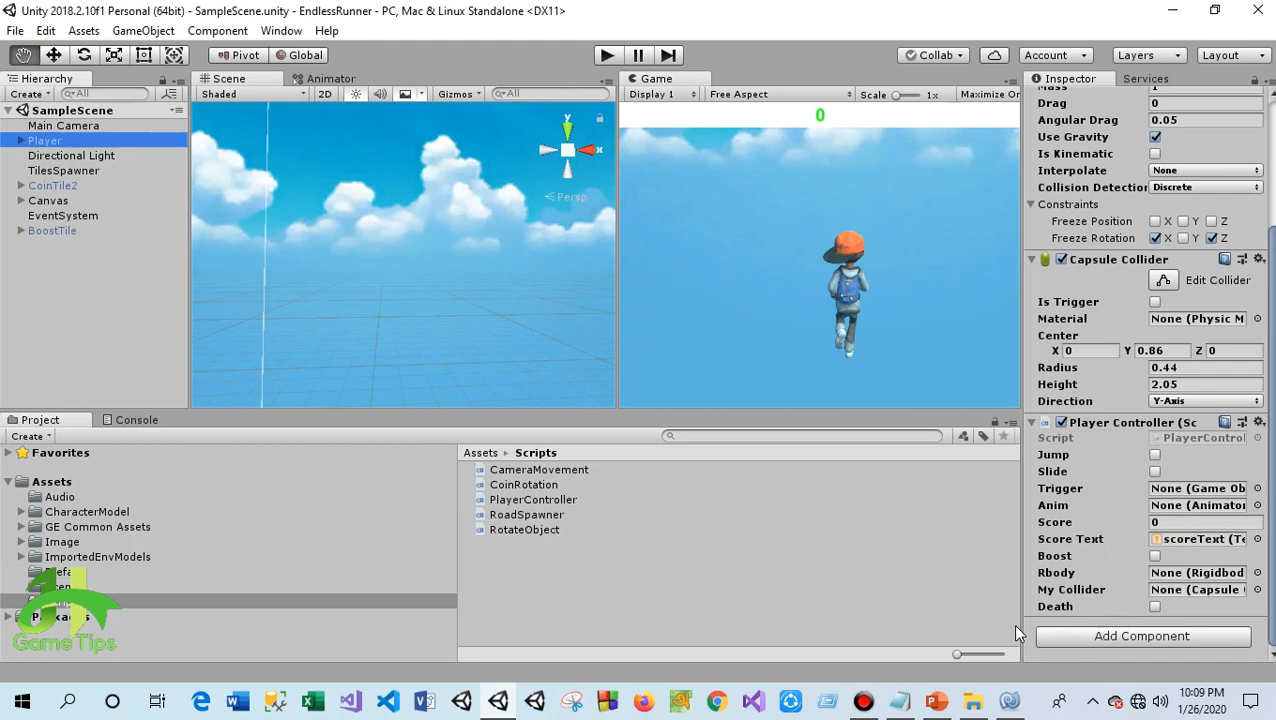 Unity 2018.2.10f1 Personal (64bit) - SampleScene.unity - EndlessRunner - PC, Mac & Linux Standalone <DX11>
File Edit Assets GameObject Component Window Help
Pivot Global Collab Account Layers Layout
Hierarchy Scene Animator Game Inspector Services
Create All Shaded 2D Gizmos All Display 1 Free Aspect Scale 1x Maximize On
SampleScene
Main Camera
Player
Directional Light
TilesSpawner
CoinTile2
Canvas
EventSystem
BoostTile
y
x
Persp
0
Mass 1
Drag 0
Angular Drag 0.05
Use Gravity
Is Kinematic
Interpolate None
Collision Detection Discrete
Constraints
Freeze Position X Y Z
Freeze Rotation X Y Z
Capsule Collider
Edit Collider
Is Trigger
Material None (Physic M
Center
X 0 Y 0.86 Z 0
Radius 0.44
Height 2.05
Direction Y-Axis
Player Controller (Sc
Script PlayerControl
Jump
Slide
Trigger None (Game Ob
Anim None (Animator
Score 0
Score Text scoreText (Te
Boost
Rbody None (Rigidbod
My Collider None (Capsule
Death
Add Component
Project Console
Create
Favorites
Assets
Audio
CharacterModel
GE Common Assets
Image
ImportedEnvModels
Assets Scripts
CameraMovement
CoinRotation
PlayerController
RoadSpawner
RotateObject
GameTips
10:09 PM
1/26/2020